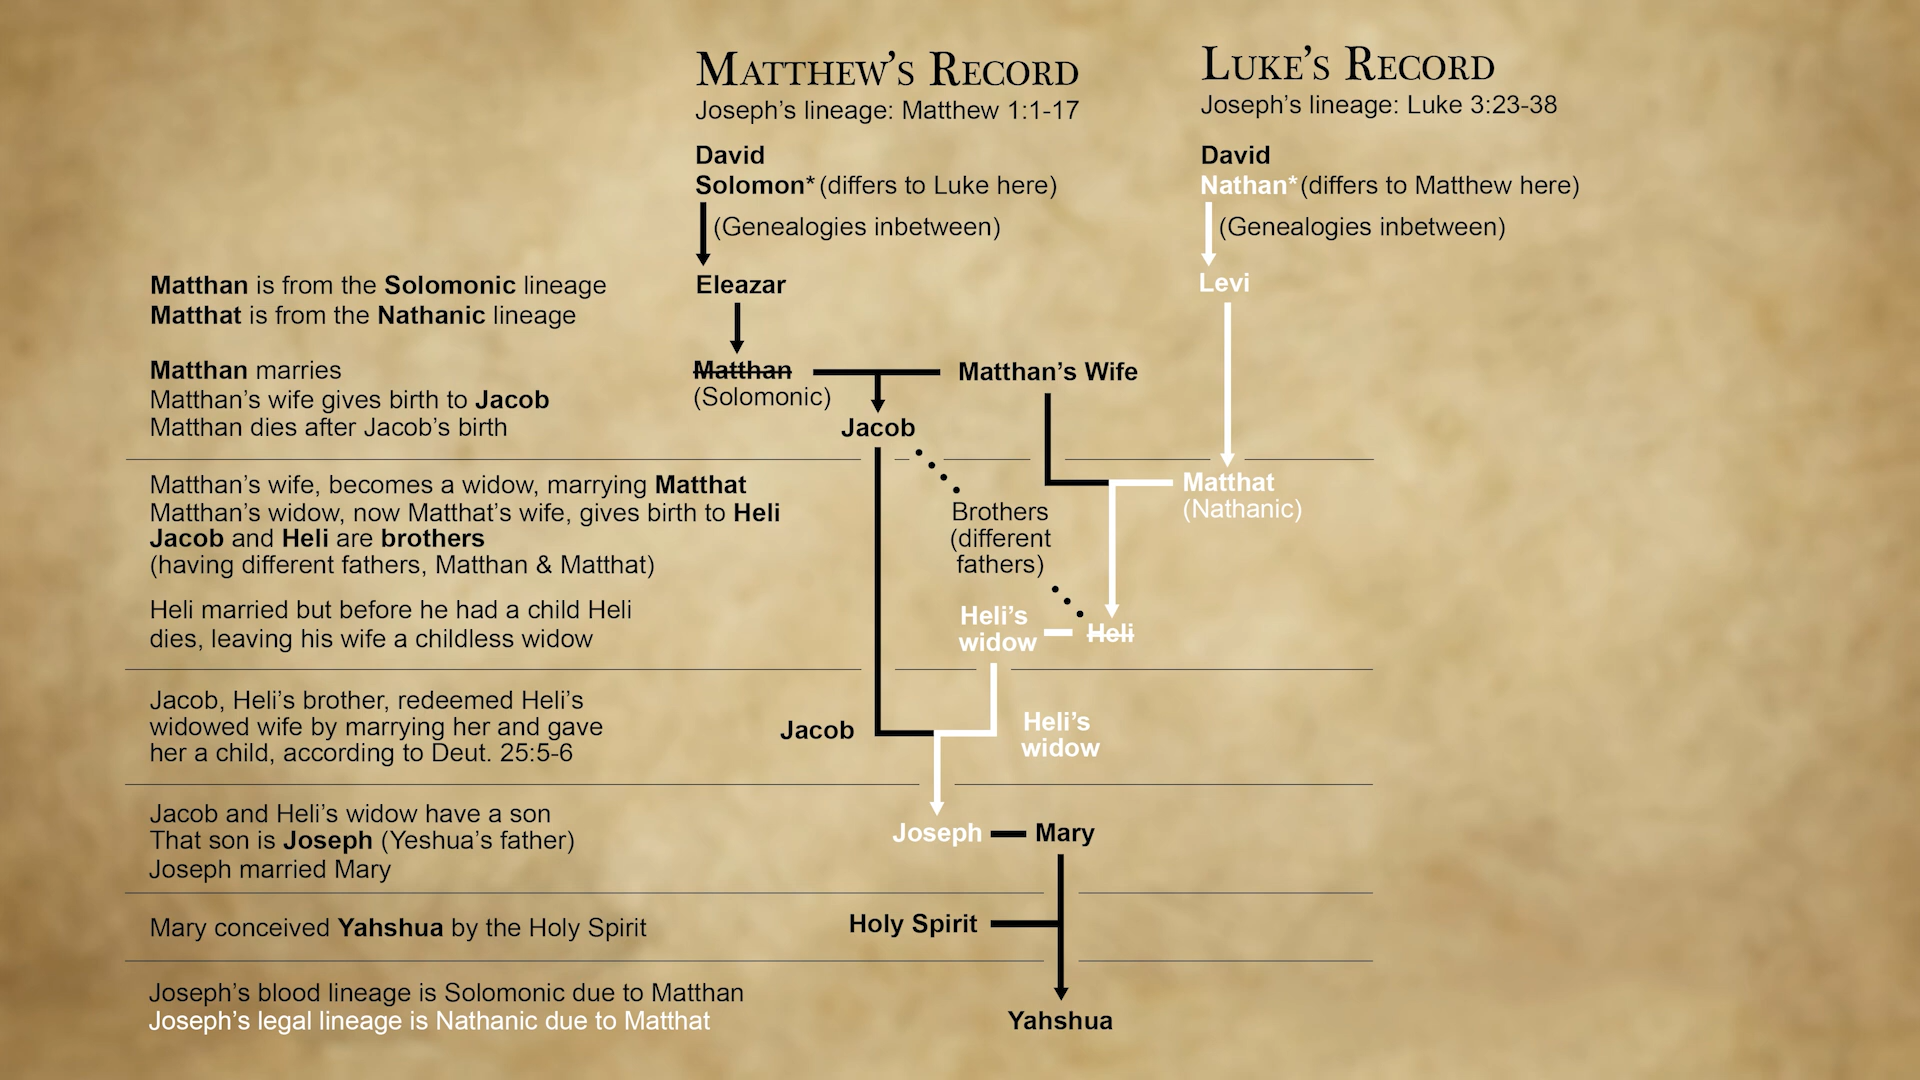 Matthew's Record
Joseph's lineage: Matthew 1:1-17
David
Solomon* (differs to Luke here)
(Genealogies inbetween)
Eleazar
Luke's Record
Joseph's lineage: Luke 3:23-38
David
Nathan* (differs to Matthew here)
(Genealogies inbetween)
Levi
Matthan is from the Solomonic lineage
Matthat is from the Nathanic lineage
Matthan marries
Matthan's wife gives birth to Jacob
Matthan dies after Jacob's birth
Matthan
(Solomonic)
Matthan's Wife
Jacob
Matthan's wife, becomes a widow, marrying Matthat
Matthan's widow, now Matthat's wife, gives birth to Heli
Jacob and Heli are brothers
(having different fathers, Matthan & Matthat)
Heli married but before he had a child Heli
dies, leaving his wife a childless widow
Brothers
(different
fathers)
Matthat
(Nathanic)
Heli's
widow
Heli
Jacob, Heli's brother, redeemed Heli's
widowed wife by marrying her and gave
her a child, according to Deut. 25:5-6
Jacob
Heli's
widow
Jacob and Heli's widow have a son
That son is Joseph (Yeshua's father)
Joseph married Mary
Joseph
Mary
Mary conceived Yahshua by the Holy Spirit
Holy Spirit
Joseph's blood lineage is Solomonic due to Matthan
Joseph's legal lineage is Nathanic due to Matthat
Yahshua